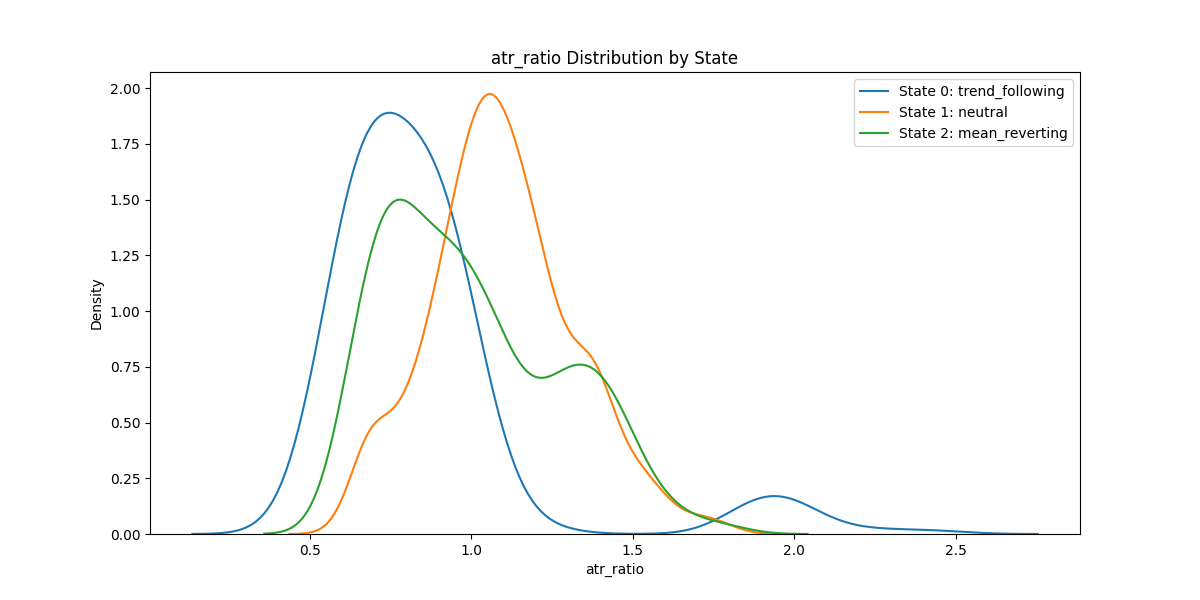 atr_ratio Distribution by State
State 0: trend_following
State 1: neutral
State 2: mean_reverting
Density
2.00
1.75
1.50
1.25
1.00
0.75
0.50
0.25
0.00
0.5 1.0 1.5 2.0 2.5
atr_ratio